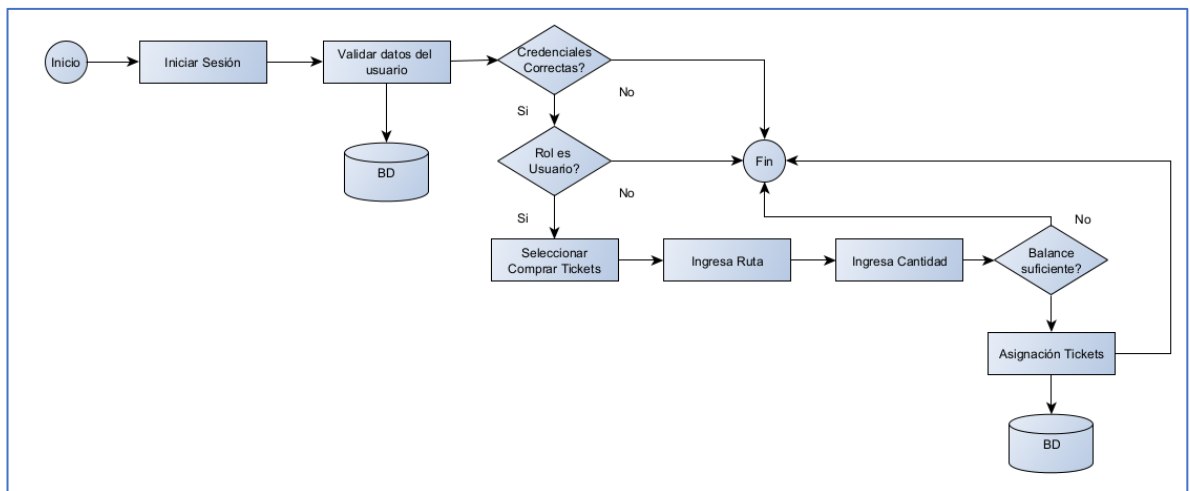 Inicio
Iniciar Sesión
Validar datos del
usuario
Credenciales
Correctas?
No
Si
BD
Rol es
Usuario?
Fin
No
Si
No
Seleccionar
Comprar Tickets
Ingresa Ruta
Ingresa Cantidad
Balance
suficiente?
Asignación Tickets
BD